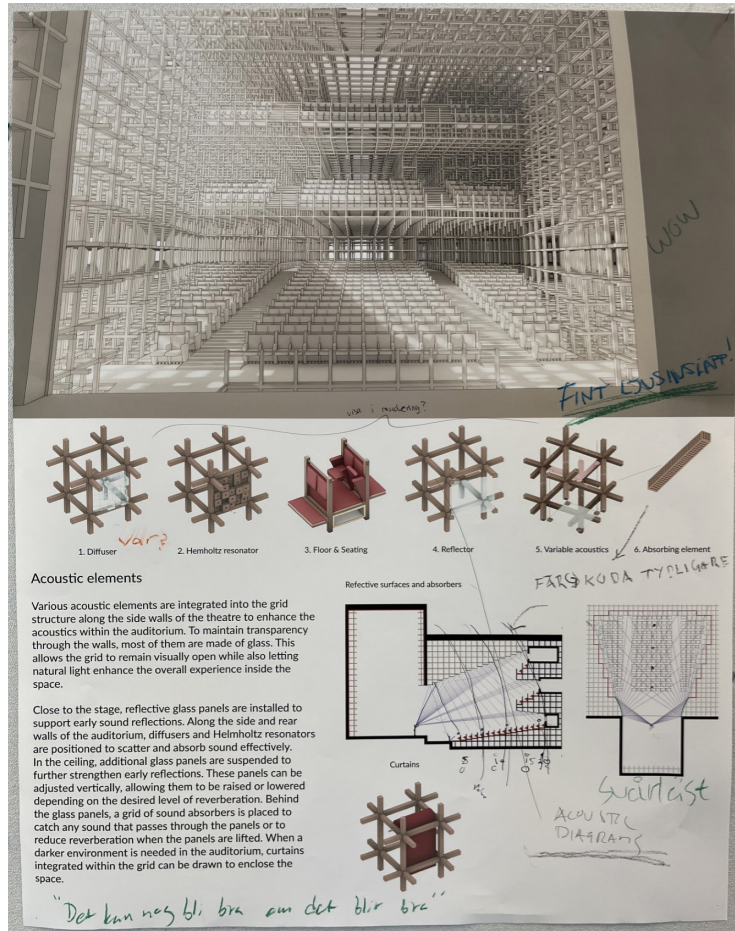 WOW
FINT LJUSINSLÄPP!
visa i rendering?
1. Diffuser
Var?
2. Hemholtz resonator
3. Floor & Seating
4. Reflector
5. Variable acoustics
6. Absorbing element
FÄRGKODA TYDLIGARE
Acoustic elements
Various acoustic elements are integrated into the grid
structure along the side walls of the theatre to enhance the
acoustics within the auditorium. To maintain transparency
through the walls, most of them are made of glass. This
allows the grid to remain visually open while also letting
natural light enhance the overall experience inside the
space.
Close to the stage, reflective glass panels are installed to
support early sound reflections. Along the side and rear
walls of the auditorium, diffusers and Helmholtz resonators
are positioned to scatter and absorb sound effectively.
In the ceiling, additional glass panels are suspended to
further strengthen early reflections. These panels can be
adjusted vertically, allowing them to be raised or lowered
depending on the desired level of reverberation. Behind
the glass panels, a grid of sound absorbers is placed to
catch any sound that passes through the panels or to
reduce reverberation when the panels are lifted. When a
darker environment is needed in the auditorium, curtains
integrated within the grid can be drawn to enclose the
space.
Refective surfaces and absorbers
Curtains
Svårläst
ACOUSTIC
DIAGRAMS
"Det kan nog bli bra om det blir bra"